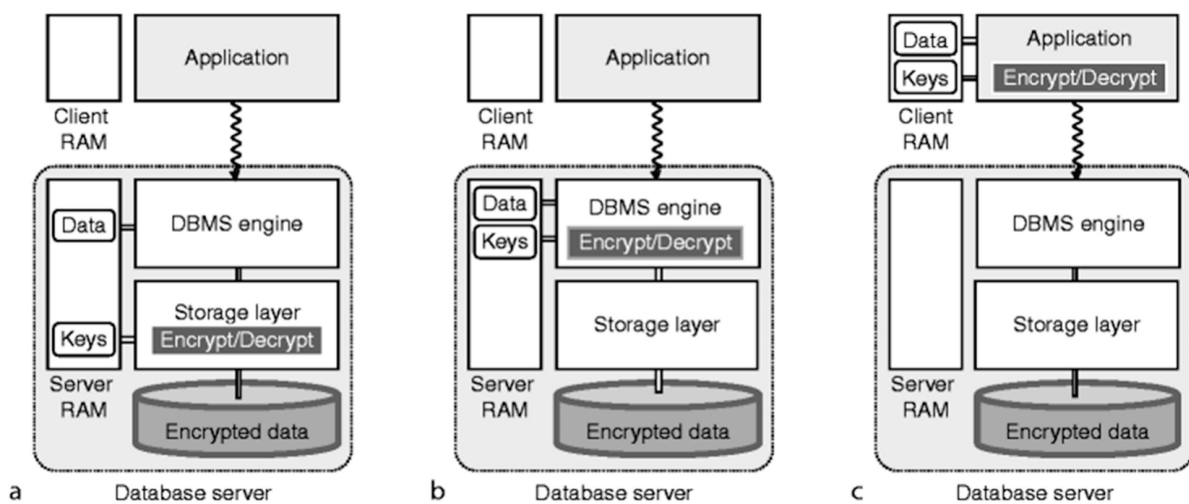 Application
Client
RAM
Data
DBMS engine
Keys
Storage layer
Encrypt/Decrypt
Server
RAM
Encrypted data
a
Database server
Application
Client
RAM
Data
Keys
DBMS engine
Encrypt/Decrypt
Storage layer
Server
RAM
Encrypted data
b
Database server
Data
Keys
Application
Encrypt/Decrypt
Client
RAM
DBMS engine
Storage layer
Server
RAM
Encrypted data
c
Database server